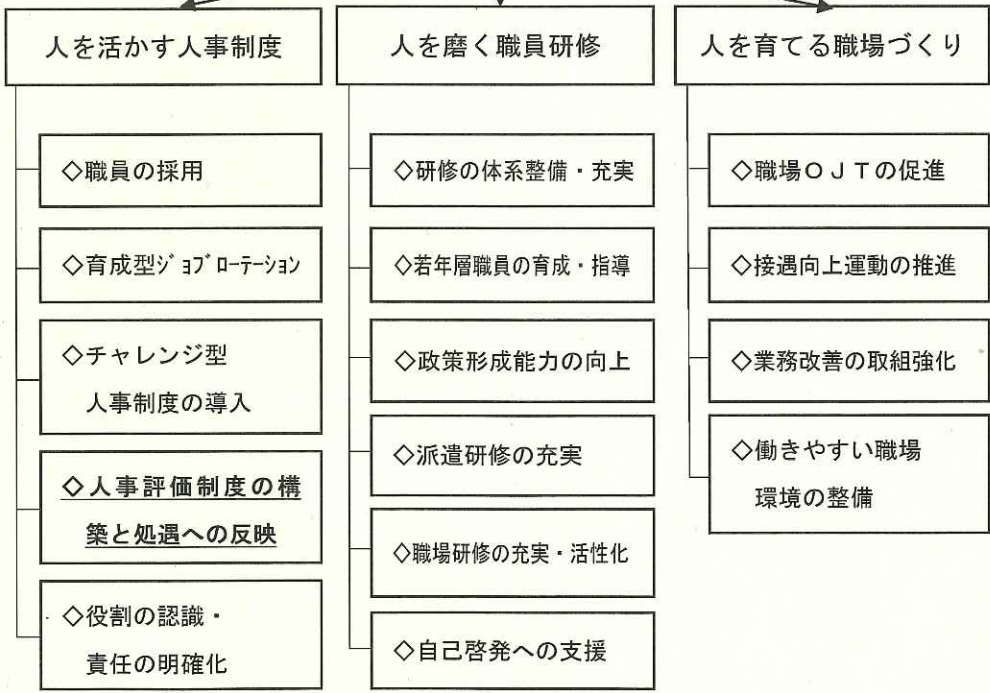 人を活かす人事制度
◇職員の採用
◇育成型ｼﾞｮﾌﾞﾛｰﾃｰｼｮﾝ
◇チャレンジ型
人事制度の導入
◇人事評価制度の構
築と処遇への反映
◇役割の認識・
責任の明確化
人を磨く職員研修
◇研修の体系整備・充実
◇若年層職員の育成・指導
◇政策形成能力の向上
◇派遣研修の充実
◇職場研修の充実・活性化
◇自己啓発への支援
人を育てる職場づくり
◇職場ＯＪＴの促進
◇接遇向上運動の推進
◇業務改善の取組強化
◇働きやすい職場
環境の整備